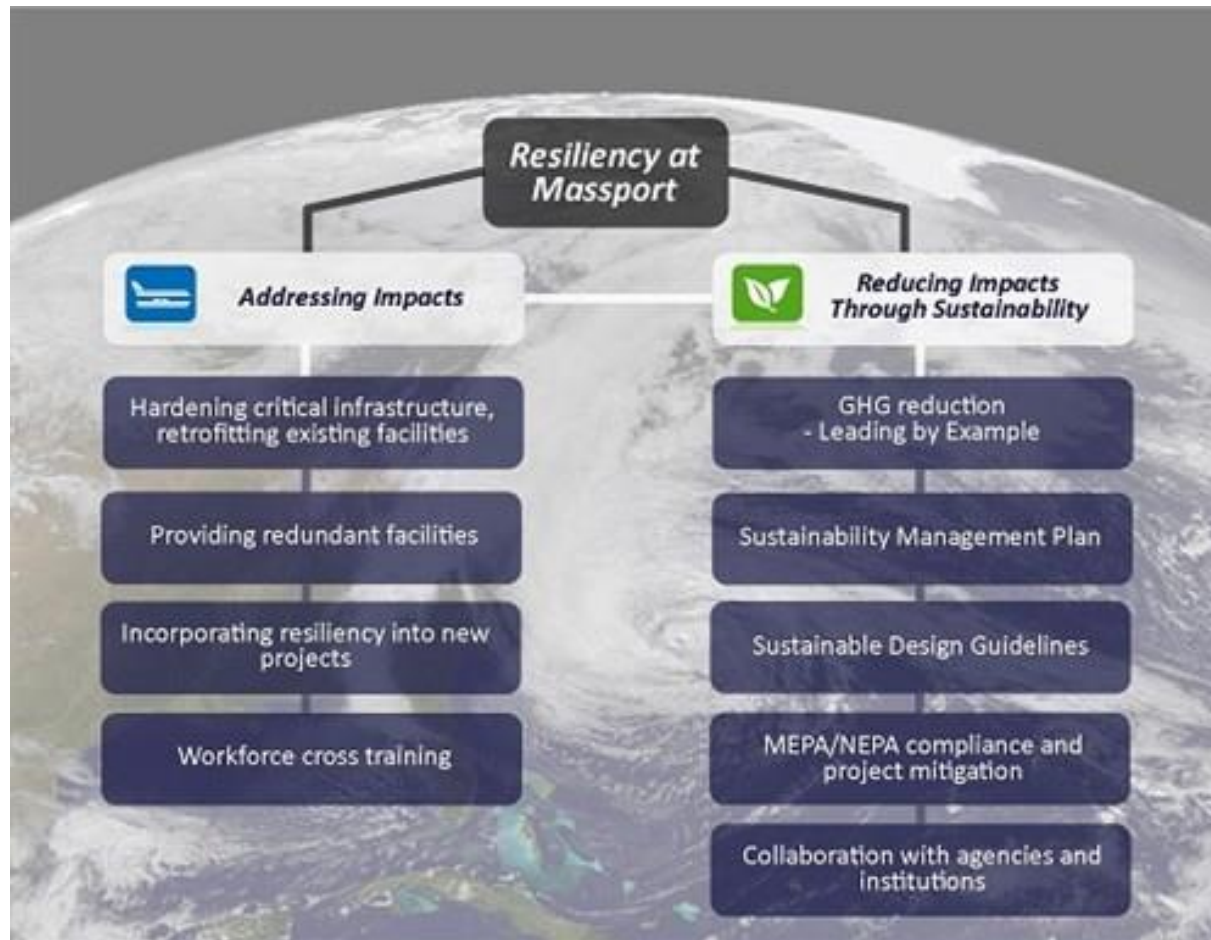 Resiliency at
Massport
Addressing Impacts
Hardening critical infrastructure,
retrofitting existing facilities
Providing redundant facilities
Incorporating resiliency into new
projects
Workforce cross training
Reducing Impacts
Through Sustainability
GHG reduction
- Leading by Example
Sustainability Management Plan
Sustainable Design Guidelines
MEPA/NEPA compliance and
project mitigation
Collaboration with agencies and
institutions